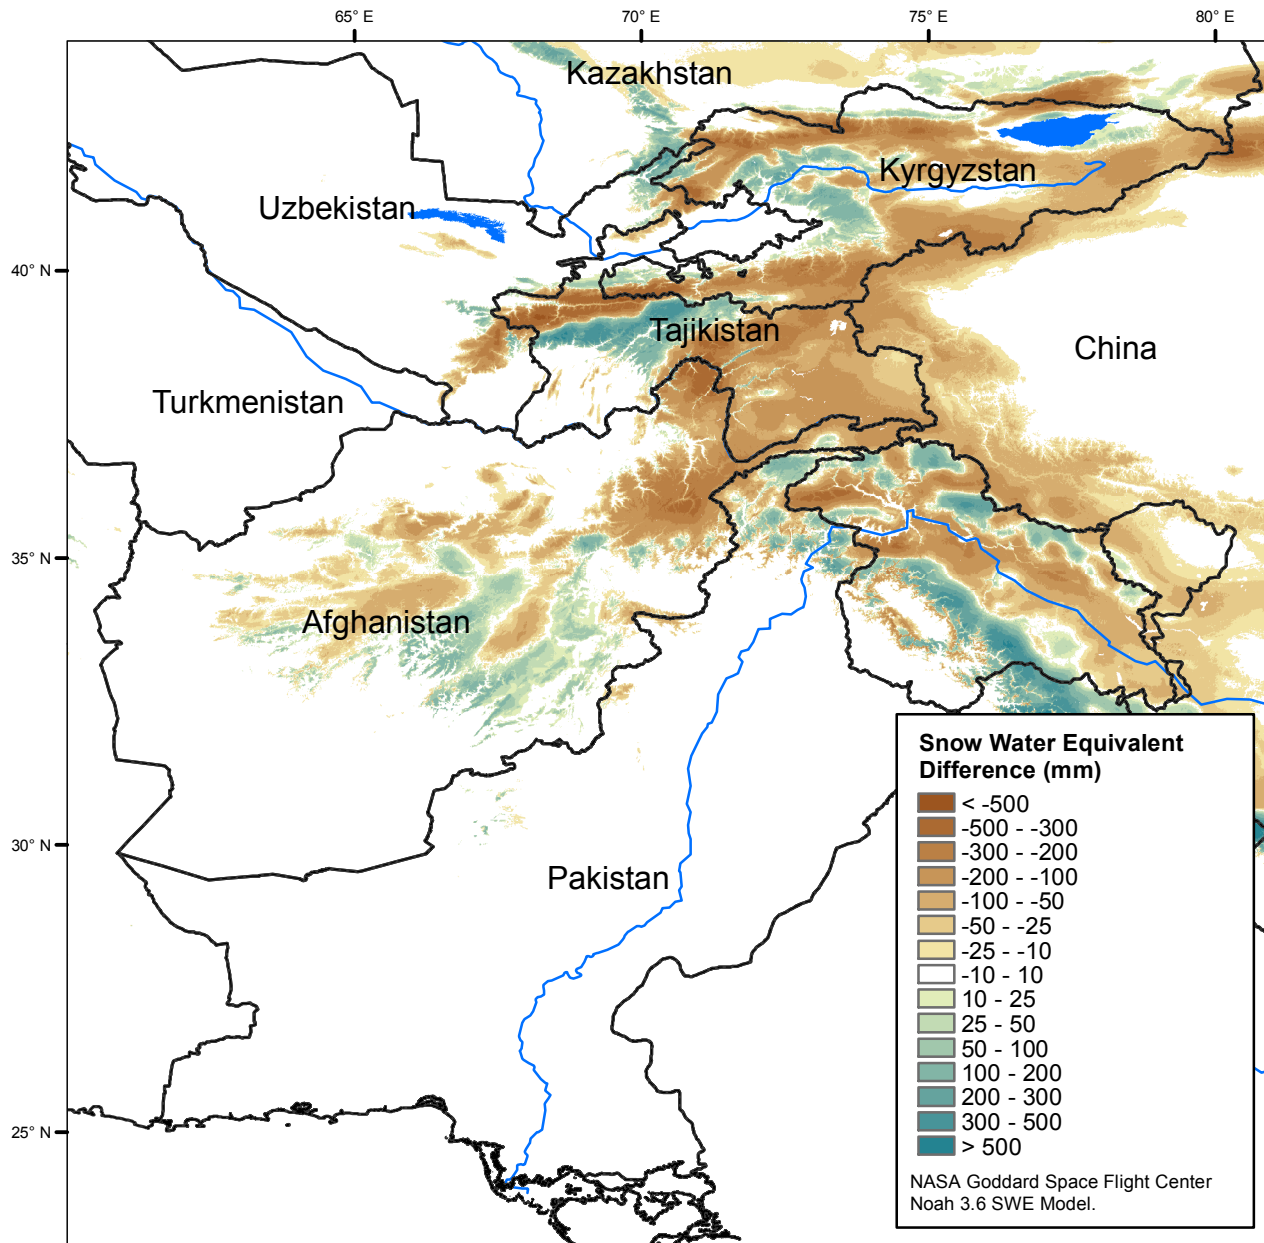 65° E
70° E
75° E
80° E
Kazakhstan
Kyrgyzstan
Uzbekistan
40° N
Tajikistan
China
Turkmenistan
35° N
Afghanistan
Snow Water Equivalent
Difference (mm)
< -500
-500 - -300
-300 - -200
-200 - -100
-100 - -50
-50 - -25
-25 - -10
-10 - 10
10 - 25
25 - 50
50 - 100
100 - 200
200 - 300
300 - 500
> 500
NASA Goddard Space Flight Center
Noah 3.6 SWE Model.
30° N
Pakistan
25° N